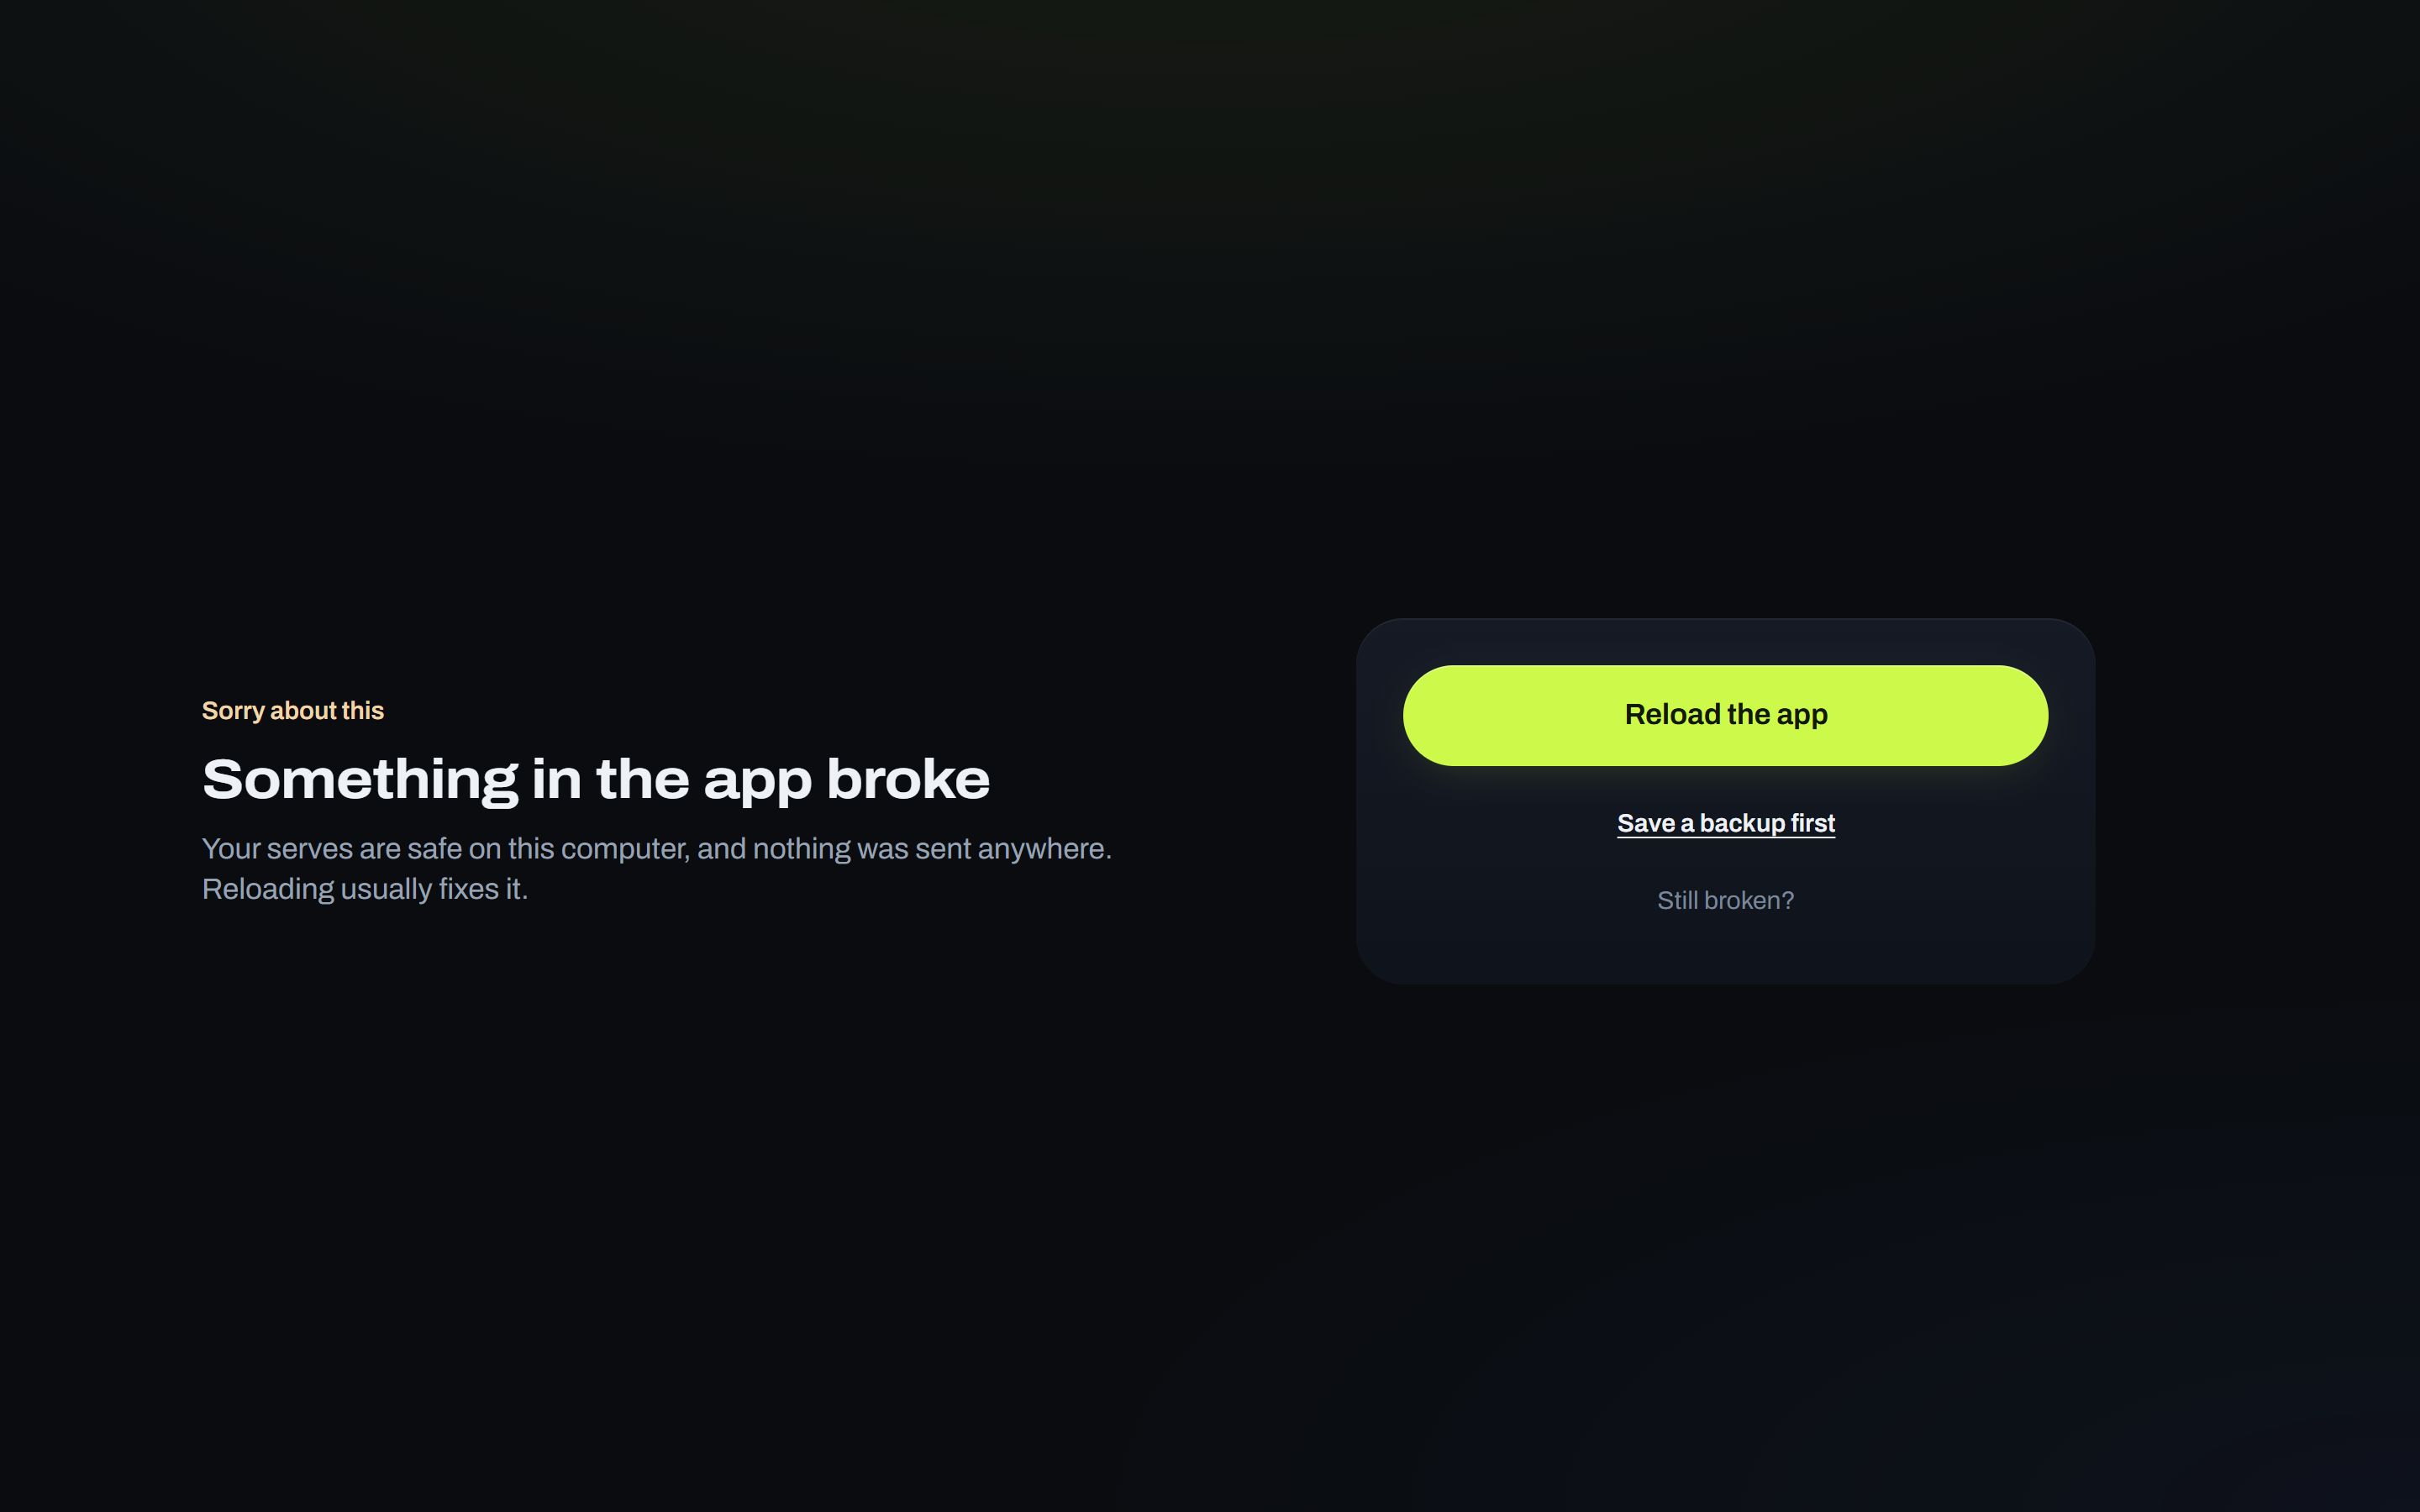 Sorry about this
Something in the app broke
Your serves are safe on this computer, and nothing was sent anywhere.
Reloading usually fixes it.
Reload the app
Save a backup first
Still broken?